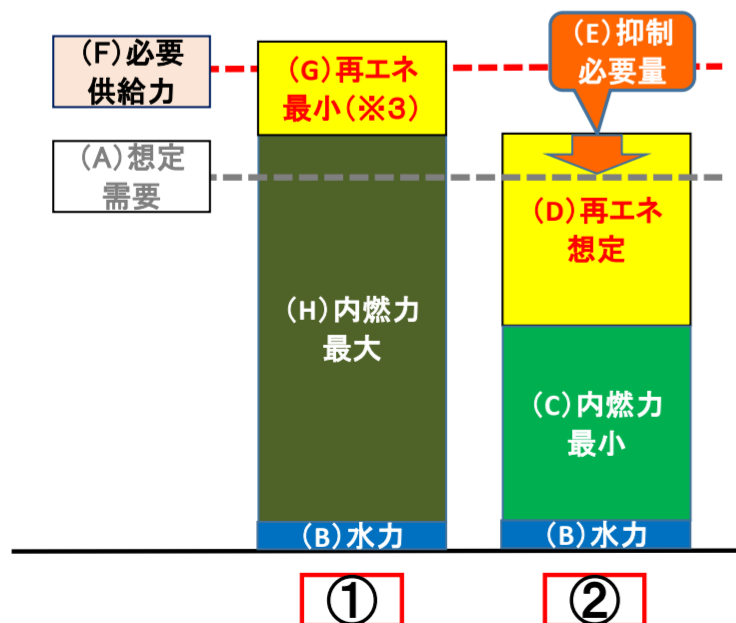 (F)必要
供給力
(G)再エネ
最小(※3)
(E)抑制
必要量
(A)想定
需要
(D)再エネ
想定
(H)内燃力
最大
(C)内燃力
最小
(B)水力
(B)水力
①
②